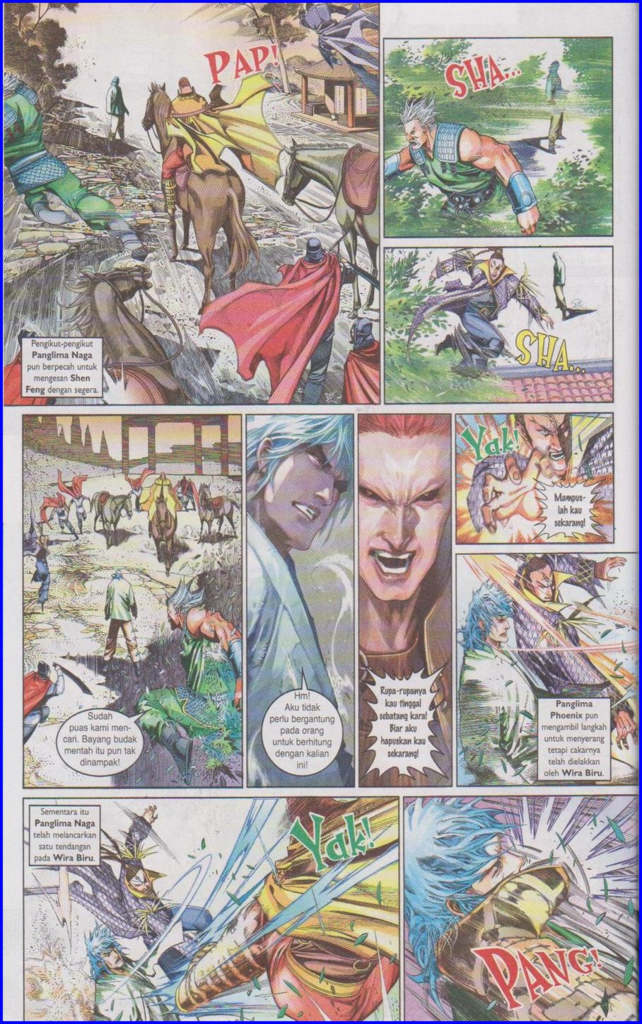 PAP!
Pengikut-pengikut
Panglima Naga
pun berpecah untuk
mengesan Shen
Feng dengan segera.
SHA...
SHA...
Sudah
puas kami men-
cari. Bayang budak
mentah itu pun tak
dinampak!
Hm!
Aku tidak
perlu bergantung
pada orang
untuk berhitung
dengan kalian
ini!
Rupa-rupanya
kau tinggal
sebatang kara!
Biar aku
hapuskan kau
sekarang!
Yak!
Mampus-
lah kau
sekarang!
Panglima
Phoenix pun
mengambil langkah
untuk menyerang
tetapi cakarnya
telah dielakkan
oleh Wira Biru.
Sementara itu
Panglima Naga
telah melancarkan
satu tendangan
pada Wira Biru.
Yak!
PANG!